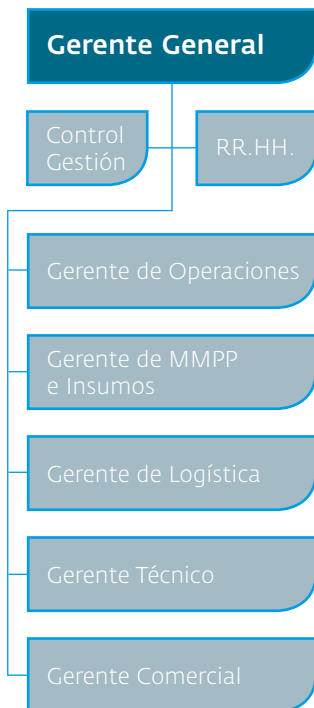 Gerente General
Control
Gestión
RR.HH.
Gerente de Operaciones
Gerente de MMPP
e Insumos
Gerente de Logística
Gerente Técnico
Gerente Comercial